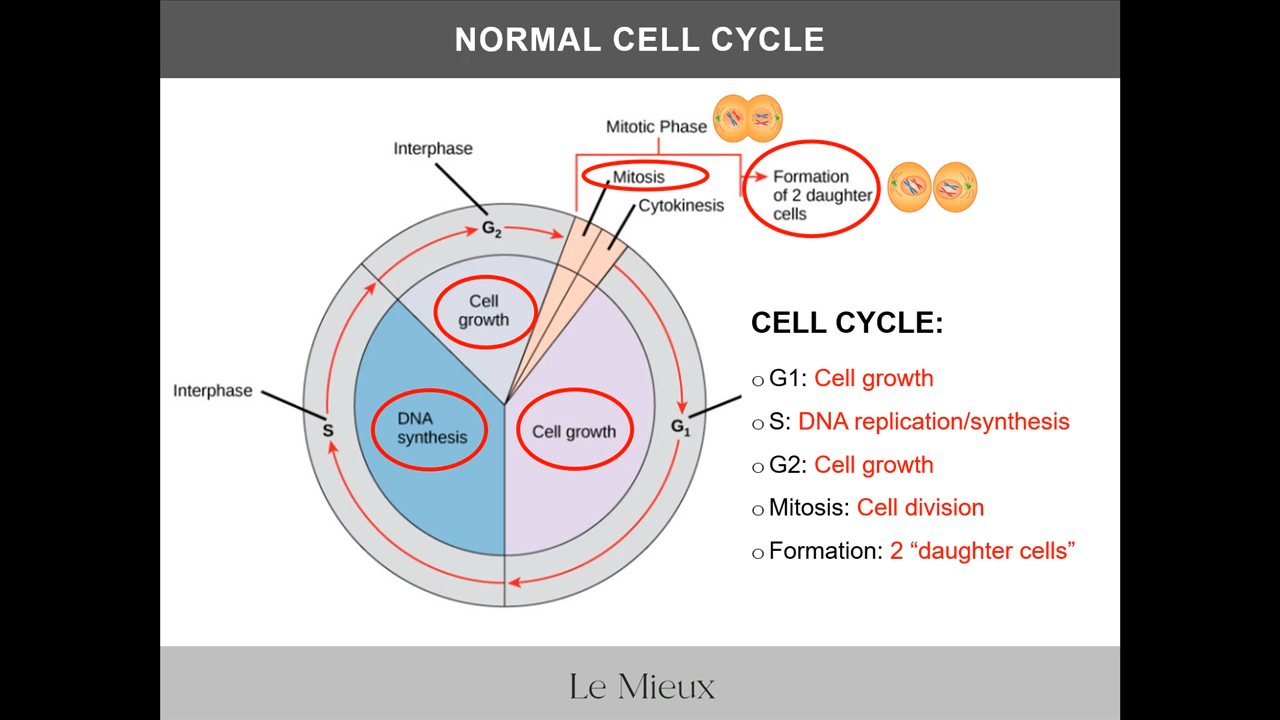 NORMAL CELL CYCLE
Mitotic Phase
Interphase
Mitosis
Formation
of 2 daughter
cells
Cytokinesis
G₂
Cell
growth
CELL CYCLE:
○ G1: Cell growth
Interphase
○ S: DNA replication/synthesis
DNA
synthesis
S
Cell growth
G₁
○ G2: Cell growth
○ Mitosis: Cell division
○ Formation: 2 “daughter cells”
Le Mieux